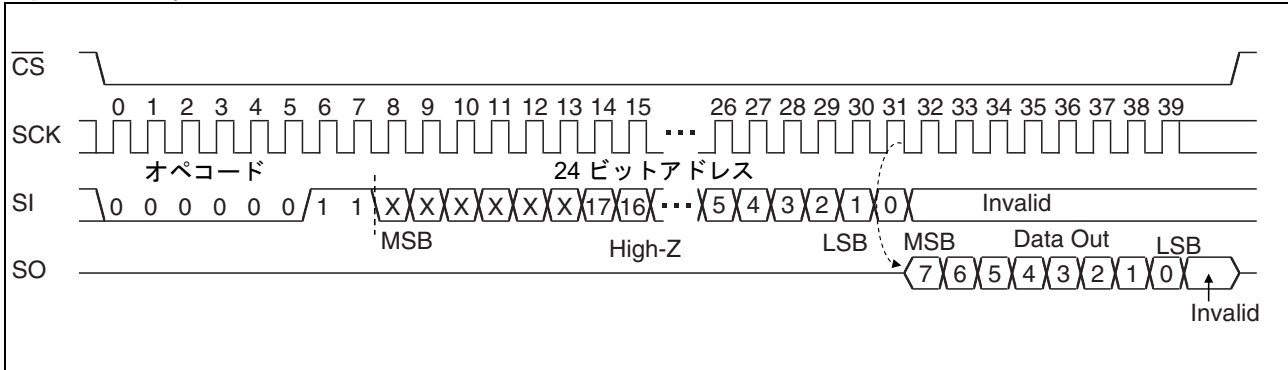 CS
0 1 2 3 4 5 6 7 8 9 10 11 12 13 14 15 26 27 28 29 30 31 32 33 34 35 36 37 38 39
SCK
オペコード 24 ビットアドレス
SI 0 0 0 0 0 0 1 1 X X X X X X 17 16 ··· 5 4 3 2 1 0 Invalid
MSB High-Z LSB MSB Data Out LSB
SO 7 6 5 4 3 2 1 0
Invalid